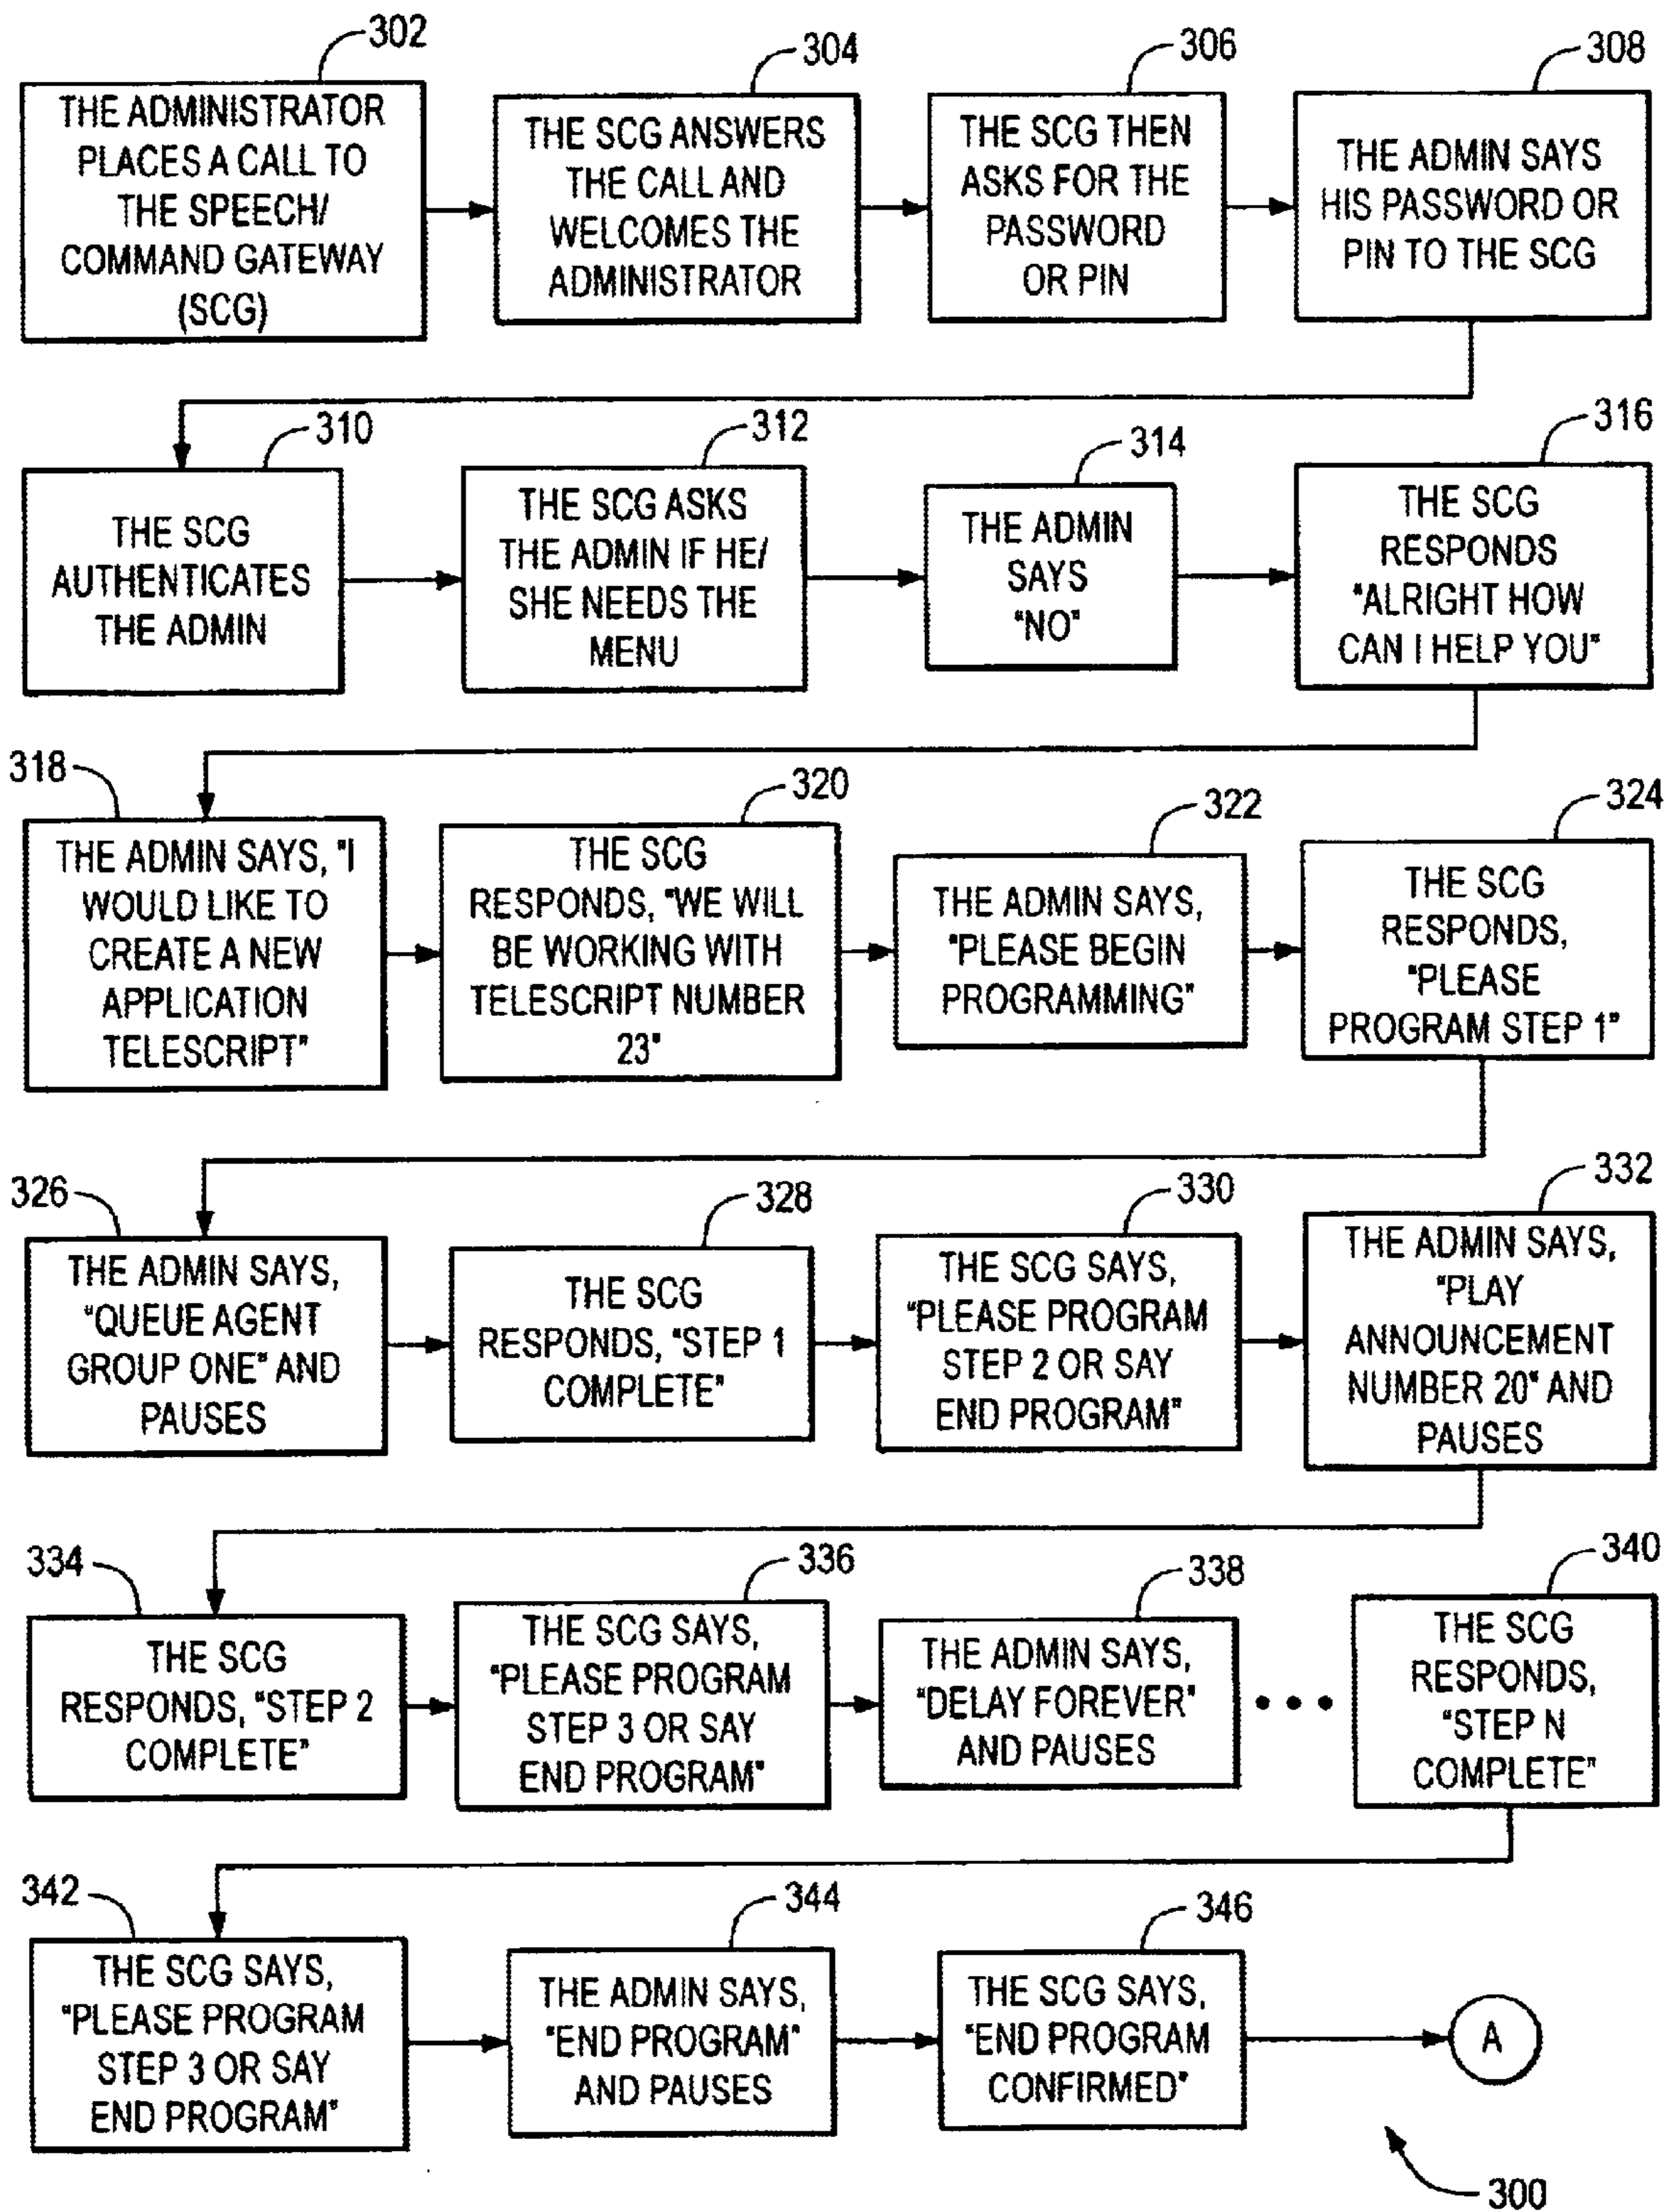 302
THE ADMINISTRATOR
PLACES A CALL TO
THE SPEECH/
COMMAND GATEWAY
(SCG)
304
THE SCG ANSWERS
THE CALL AND
WELCOMES THE
ADMINISTRATOR
306
THE SCG THEN
ASKS FOR THE
PASSWORD
OR PIN
308
THE ADMIN SAYS
HIS PASSWORD OR
PIN TO THE SCG
310
THE SCG
AUTHENTICATES
THE ADMIN
312
THE SCG ASKS
THE ADMIN IF HE/
SHE NEEDS THE
MENU
314
THE ADMIN
SAYS
"NO"
316
THE SCG
RESPONDS
"ALRIGHT HOW
CAN I HELP YOU"
318
THE ADMIN SAYS, "I
WOULD LIKE TO
CREATE A NEW
APPLICATION
TELESCRIPT"
320
THE SCG
RESPONDS, "WE WILL
BE WORKING WITH
TELESCRIPT NUMBER
23"
322
THE ADMIN SAYS,
"PLEASE BEGIN
PROGRAMMING"
324
THE SCG
RESPONDS,
"PLEASE
PROGRAM STEP 1"
326
THE ADMIN SAYS,
"QUEUE AGENT
GROUP ONE" AND
PAUSES
328
THE SCG
RESPONDS, "STEP 1
COMPLETE"
330
THE SCG SAYS,
"PLEASE PROGRAM
STEP 2 OR SAY
END PROGRAM"
332
THE ADMIN SAYS,
"PLAY
ANNOUNCEMENT
NUMBER 20" AND
PAUSES
334
THE SCG
RESPONDS, "STEP 2
COMPLETE"
336
THE SCG SAYS,
"PLEASE PROGRAM
STEP 3 OR SAY
END PROGRAM"
338
THE ADMIN SAYS,
"DELAY FOREVER"
AND PAUSES
340
THE SCG
RESPONDS,
"STEP N
COMPLETE"
342
THE SCG SAYS,
"PLEASE PROGRAM
STEP 3 OR SAY
END PROGRAM"
344
THE ADMIN SAYS,
"END PROGRAM"
AND PAUSES
346
THE SCG SAYS,
"END PROGRAM
CONFIRMED"
A
300